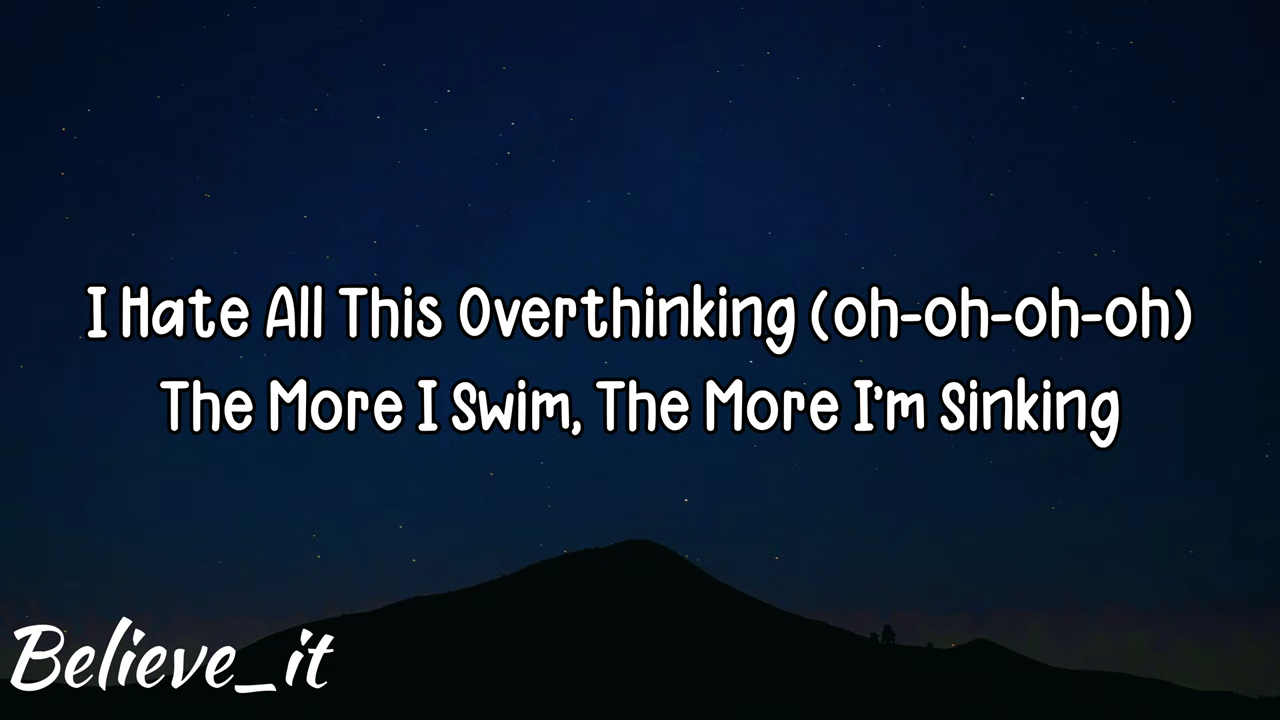 I Hate All This Overthinking (oh-oh-oh-oh)
The More I Swim, The More I'm Sinking
Believe_it